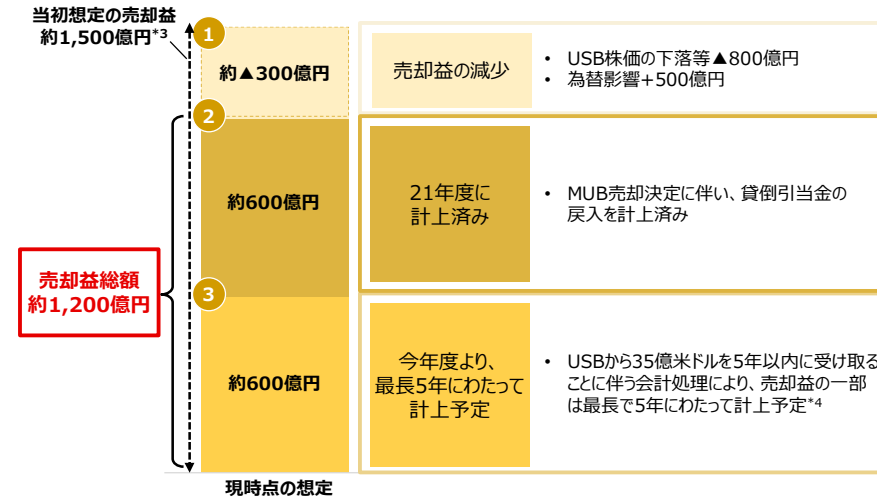 当初想定の売却益
約1,500億円*3
1
約▲300億円
売却益の減少
• USB株価の下落等▲800億円
• 為替影響+500億円
2
約600億円
21年度に
計上済み
• MUB売却決定に伴い、貸倒引当金の
戻入を計上済み
売却益総額
約1,200億円
3
約600億円
今年度より、
最長5年にわたって
計上予定
• USBから35億米ドルを5年以内に受け取る
ことに伴う会計処理により、売却益の一部
は最長で5年にわたって計上予定*4
現時点の想定